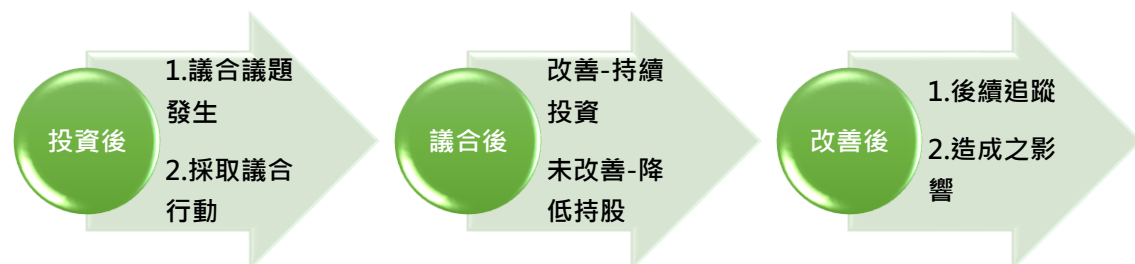 投資後
1.議合議題
發生
2.採取議合
行動
議合後
改善-持續
投資
未改善-降
低持股
改善後
1.後續追蹤
2.造成之影
響